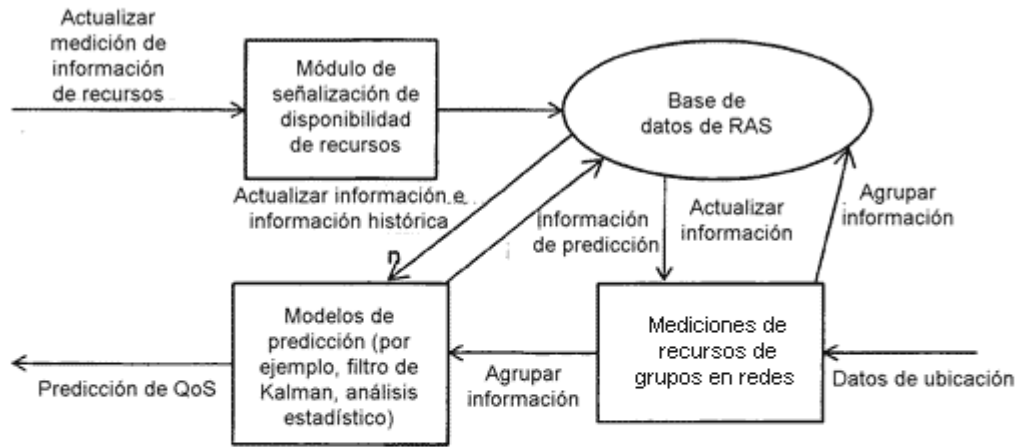 Actualizar
medición de
información
de recursos
Módulo de
señalización de
disponibilidad
de recursos
Base de
datos de RAS
Actualizar información e
información histórica
Información
de predicción
Actualizar
información
Agrupar
información
n
Modelos de
predicción (por
ejemplo, filtro de
Kalman, análisis
estadístico)
Mediciones de
recursos de
grupos en redes
Predicción de QoS
Agrupar
información
Datos de ubicación